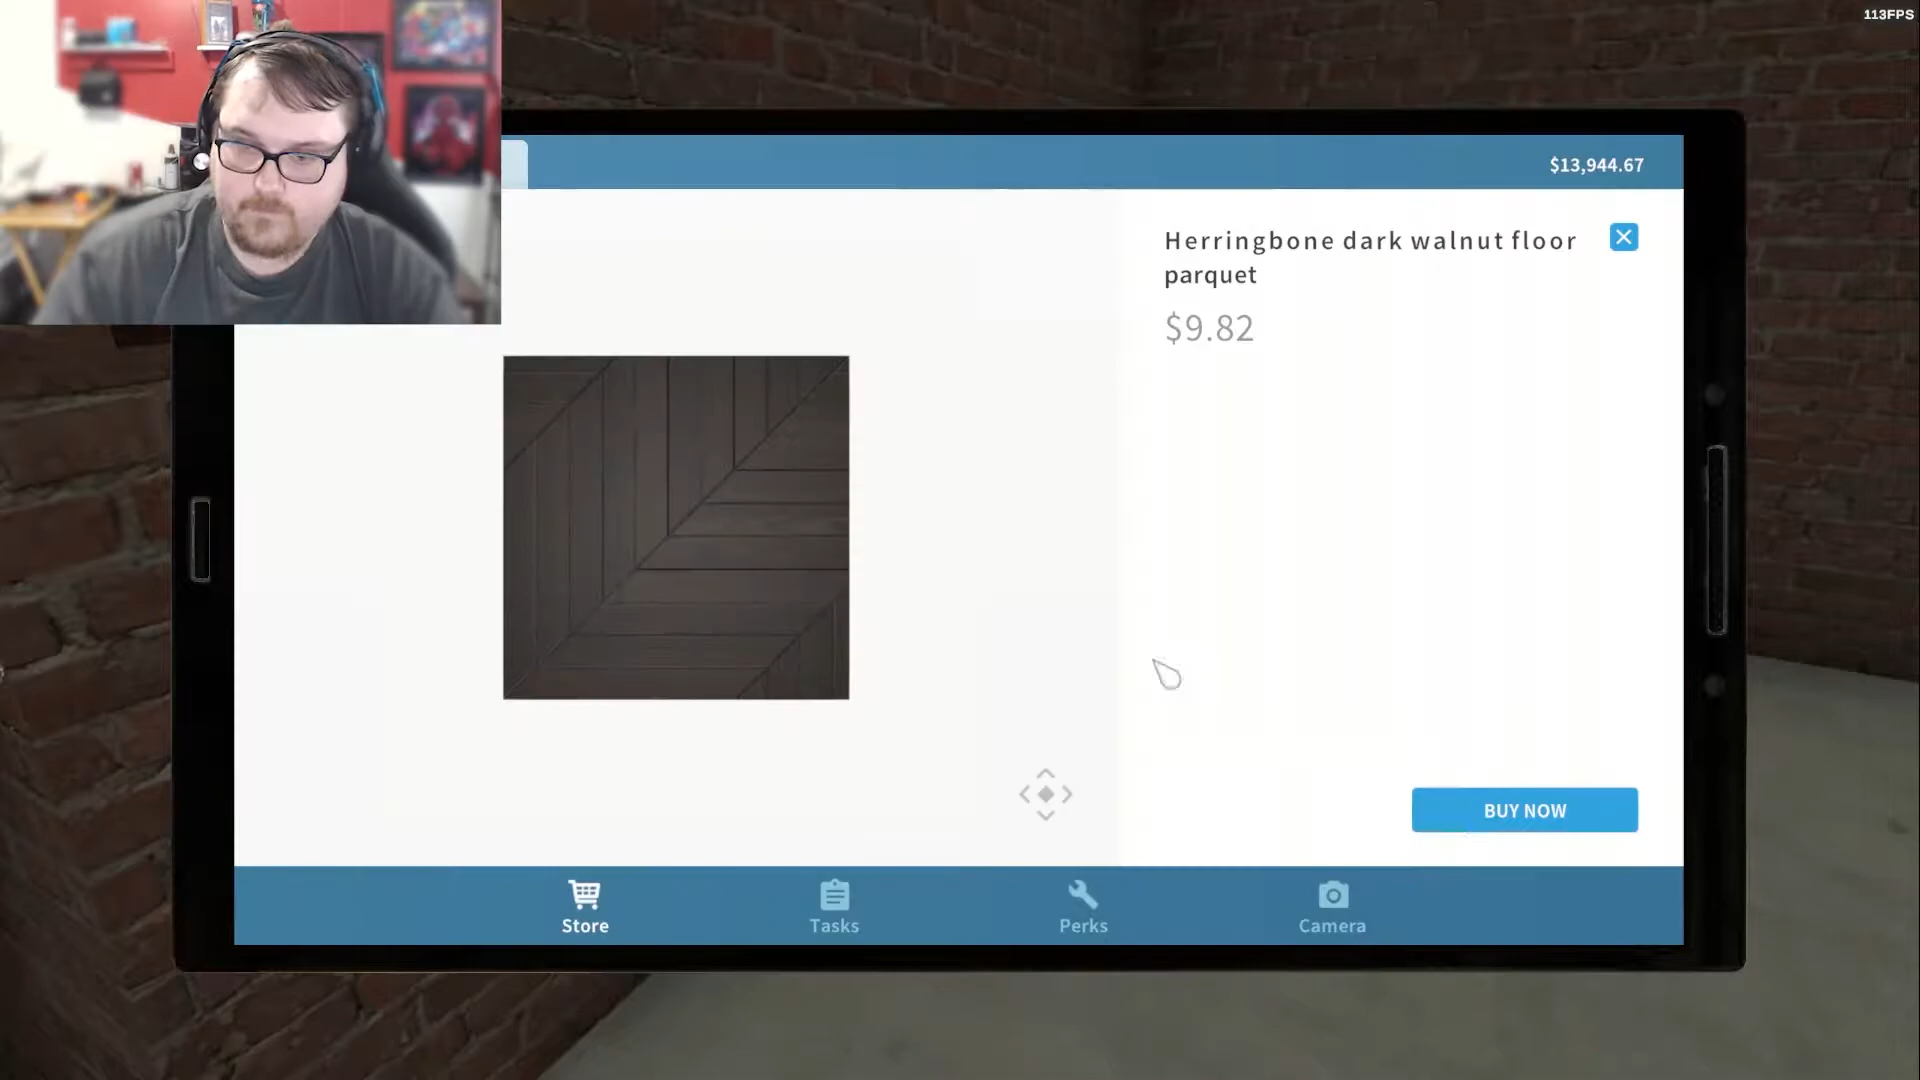 113FPS
$13,944.67
Herringbone dark walnut floor
parquet
$9.82
BUY NOW
Store
Tasks
Perks
Camera